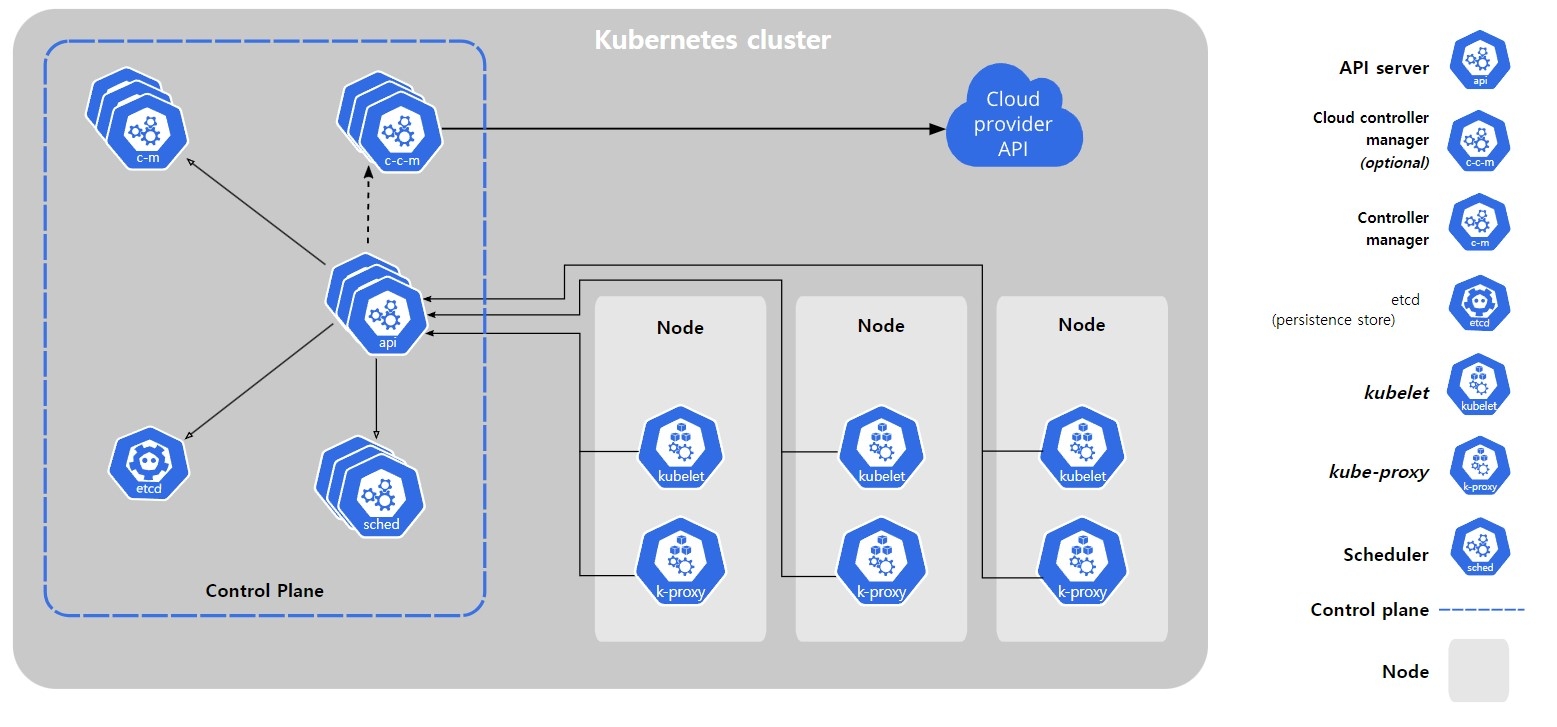 Kubernetes cluster
c-m
c-c-m
Cloud
provider
API
api
etcd
sched
Control Plane
Node
kubelet
k-proxy
Node
kubelet
k-proxy
Node
kubelet
k-proxy
API server
api
Cloud controller
manager
(optional)
c-c-m
Controller
manager
c-m
etcd
(persistence store)
etcd
kubelet
kubelet
kube-proxy
k-proxy
Scheduler
sched
Control plane
Node